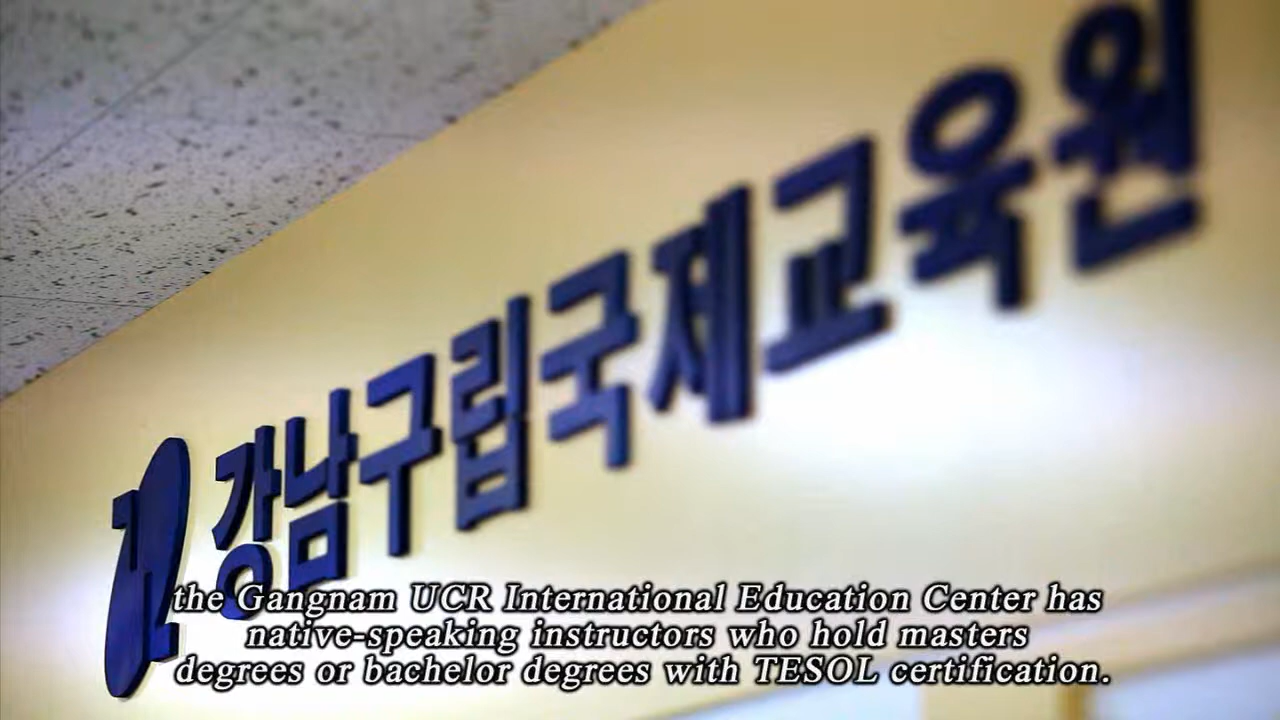 강남구립국제교육원
the Gangnam UCR International Education Center has
native-speaking instructors who hold masters
degrees or bachelor degrees with TESOL certification.